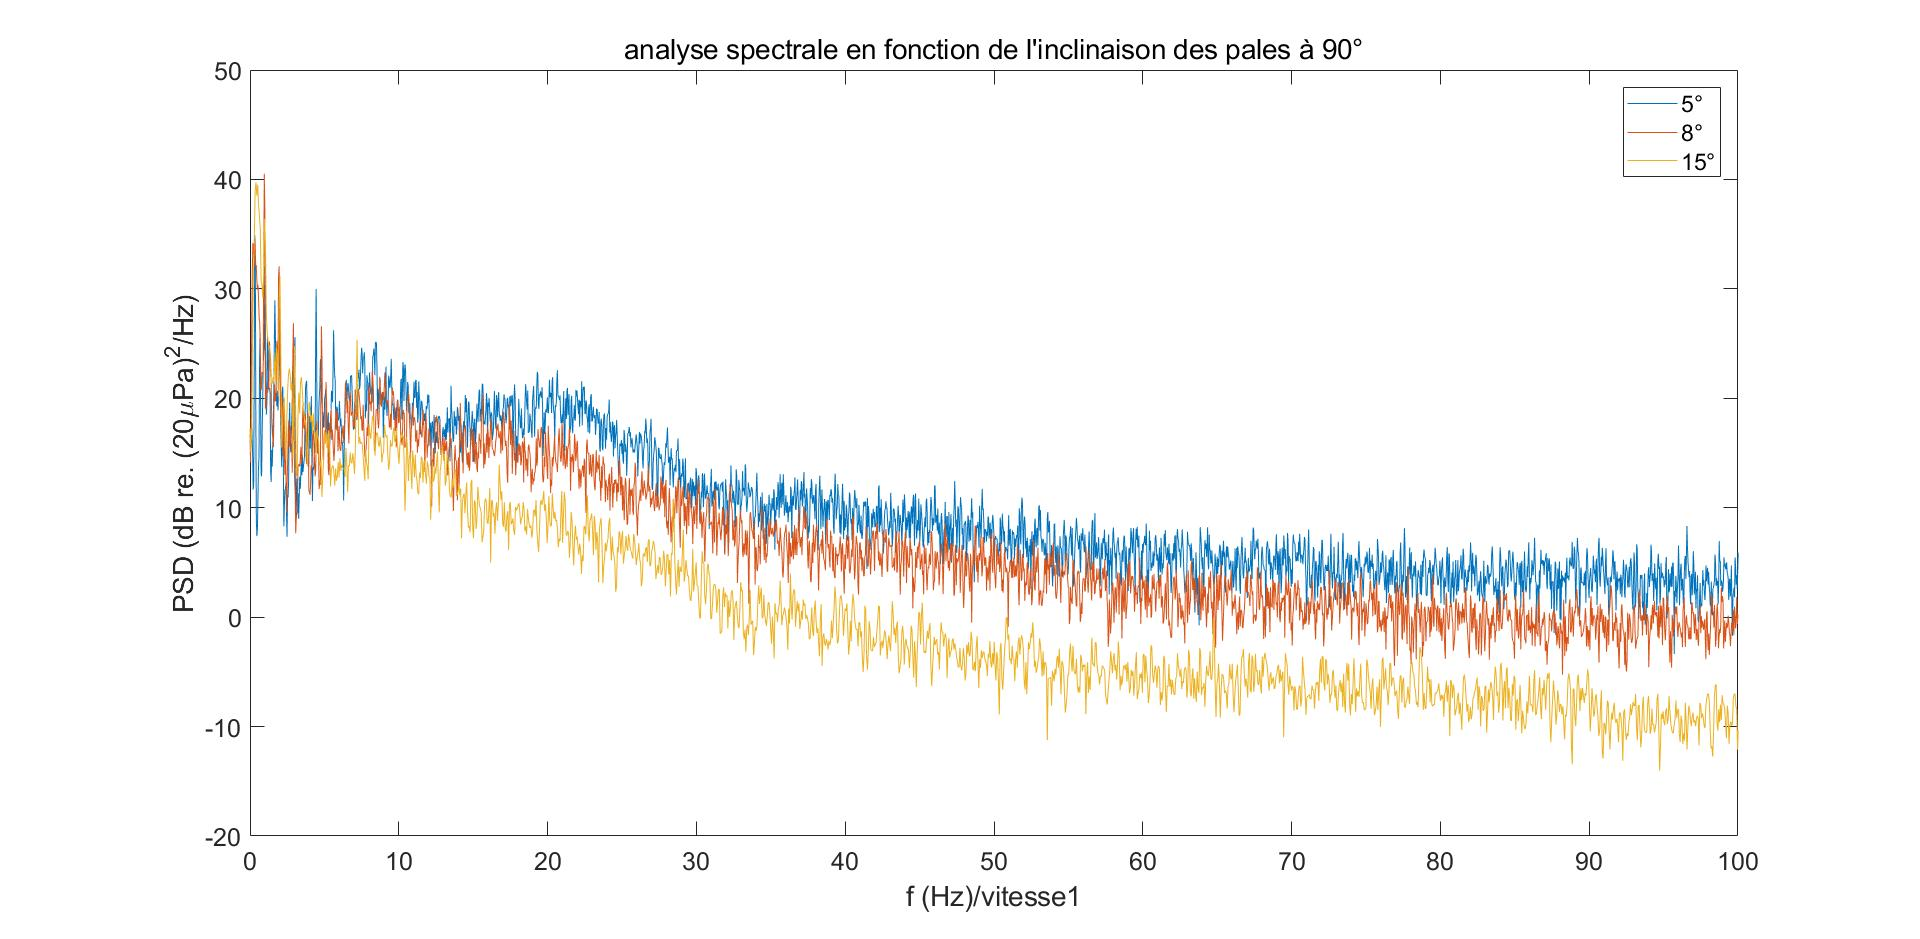 analyse spectrale en fonction de l'inclinaison des pales à 90°
50
40
30
20
10
0
-10
-20
PSD (dB re. (20µPa)²/Hz)
5°
8°
15°
0 10 20 30 40 50 60 70 80 90 100
f (Hz)/vitesse1